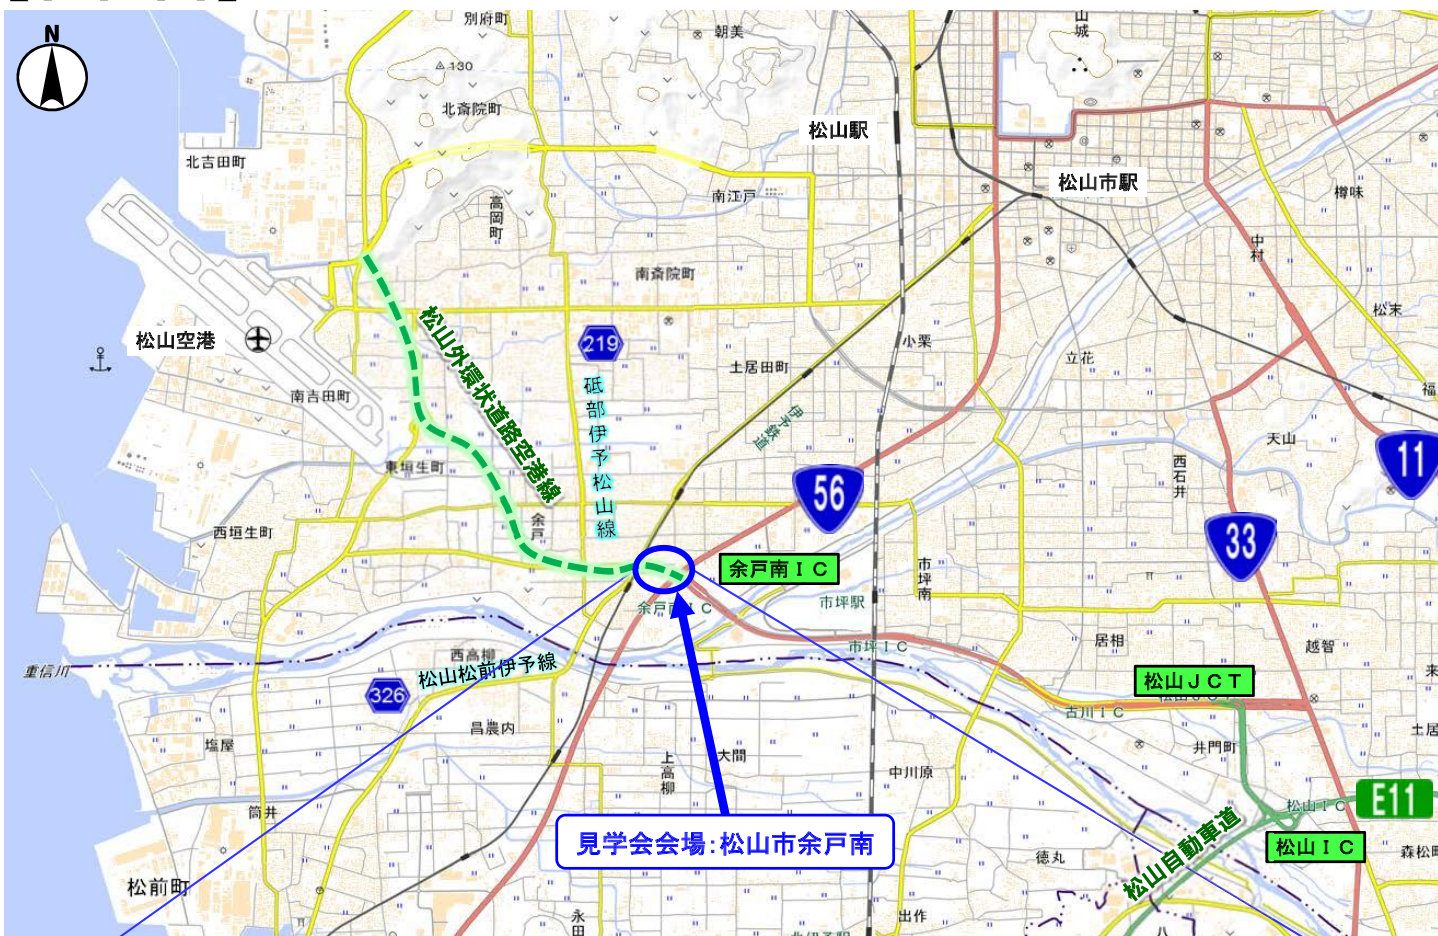 N
別府町
朝美
山城
130
北斎院町
松山駅
北吉田町
松山市駅
南江戸
樽味
高岡町
中村
南斎院町
松末
松山空港
219
小栗
松山外環状道路空港線
土居田町
立花
砥部伊予松山線
南吉田町
福
伊予鉄道
天山
11
東垣生町
西石井
56
余戸
西垣生町
33
余戸南ＩＣ
市坪南
市坪駅
市坪ＩＣ
居相
越智
西高柳
松山松前伊予線
重信川
326
松山ＪＣＴ
来
古川ＩＣ
昌農内
土居
塩屋
井門町
上高柳
大間
中川原
筒井
松山ＩＣ
E11
見学会会場:松山市余戸南
松山自動車道
松山ＩＣ
徳丸
森松町
松前町
永田
出作
北伊予駅